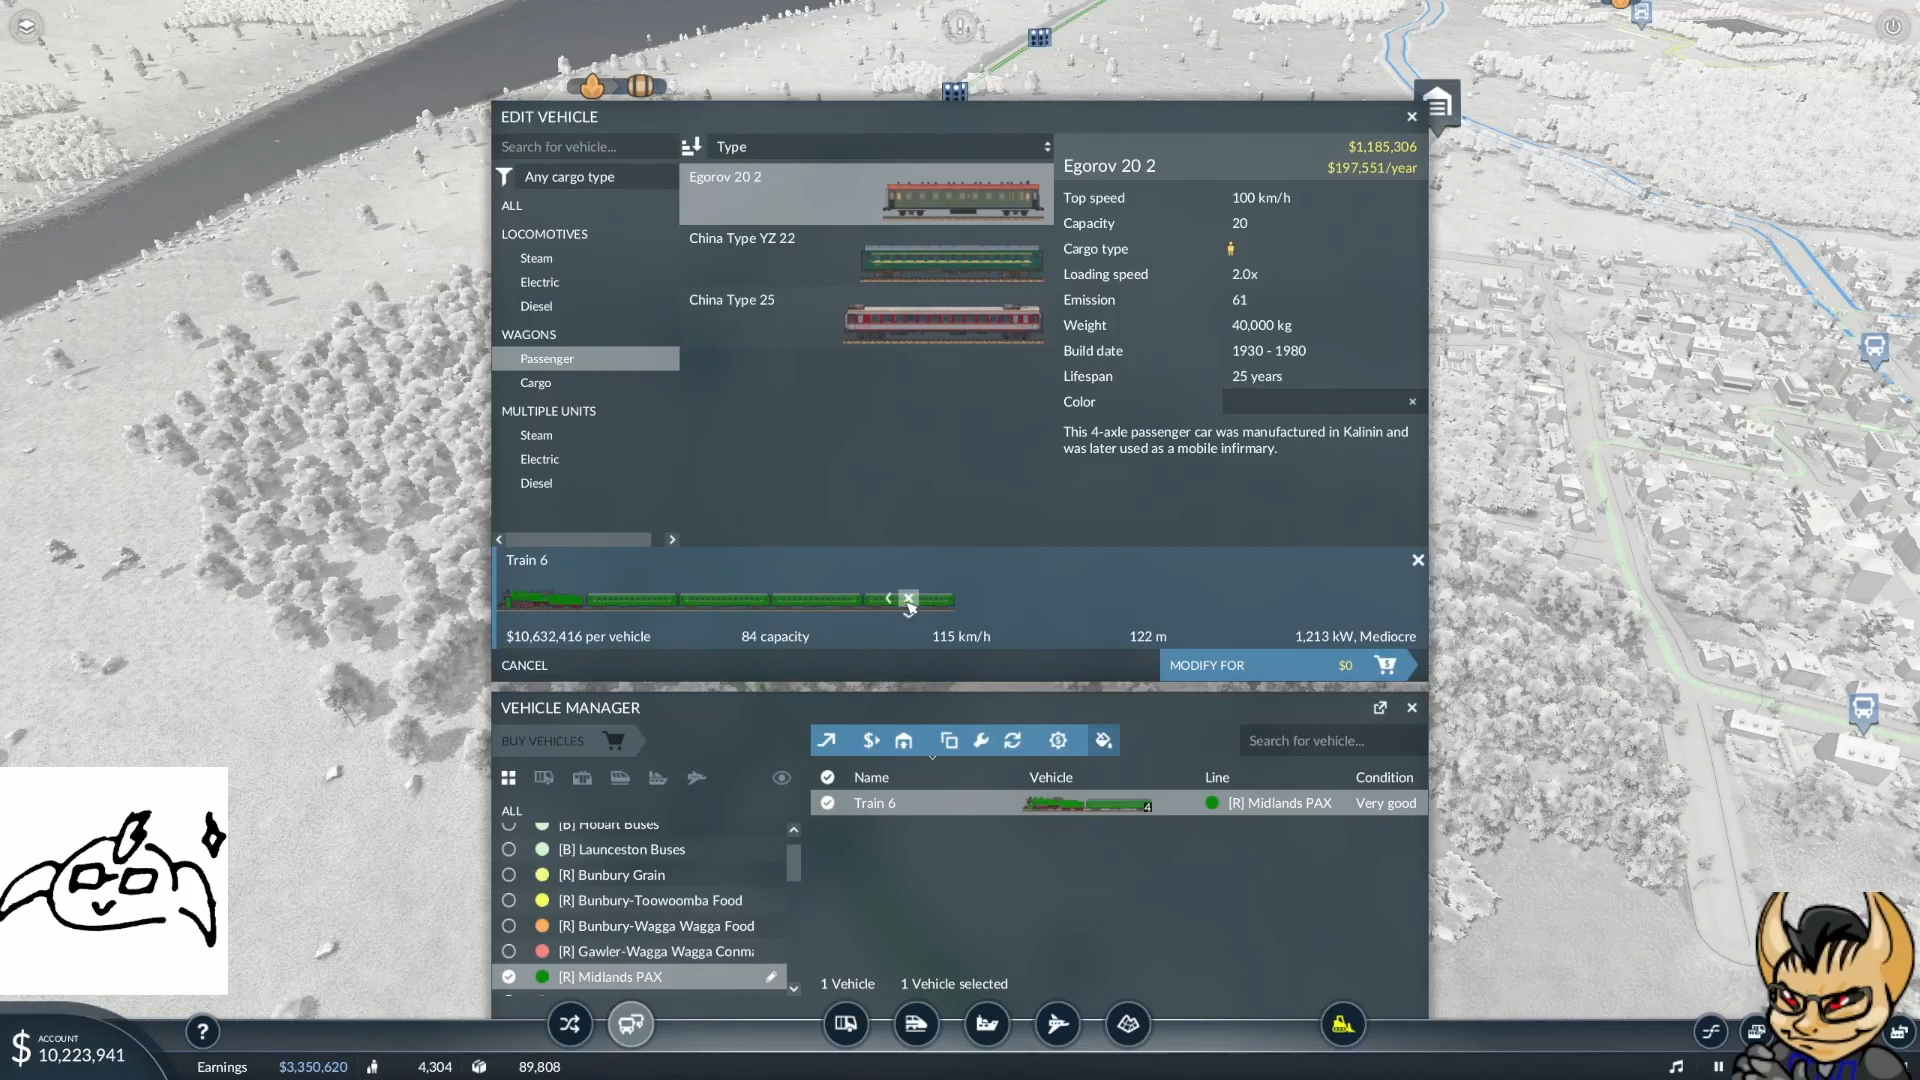 EDIT VEHICLE
Search for vehicle...
Type
Any cargo type
ALL
LOCOMOTIVES
Steam
Electric
Diesel
WAGONS
Passenger
Cargo
MULTIPLE UNITS
Steam
Electric
Diesel
Egorov 20 2
China Type YZ 22
China Type 25
$1,185,306
Egorov 20 2
$197,551/year
Top speed 100 km/h
Capacity 20
Cargo type
Loading speed 2.0x
Emission 61
Weight 40,000 kg
Build date 1930 - 1980
Lifespan 25 years
Color
This 4-axle passenger car was manufactured in Kalinin and
was later used as a mobile infirmary.
Train 6
$10,632,416 per vehicle 84 capacity 115 km/h 122 m 1,213 kW, Mediocre
CANCEL
MODIFY FOR $0
VEHICLE MANAGER
BUY VEHICLES
Search for vehicle...
Name Vehicle Line Condition
Train 6 4 [R] Midlands PAX Very good
ALL
[B] Hobart Buses
[B] Launceston Buses
[R] Bunbury Grain
[R] Bunbury-Toowoomba Food
[R] Bunbury-Wagga Wagga Food
[R] Gawler-Wagga Wagga Conma
[R] Midlands PAX
1 Vehicle 1 Vehicle selected
?
$ ACCOUNT
10,223,941
Earnings $3,350,620 4,304 89,808